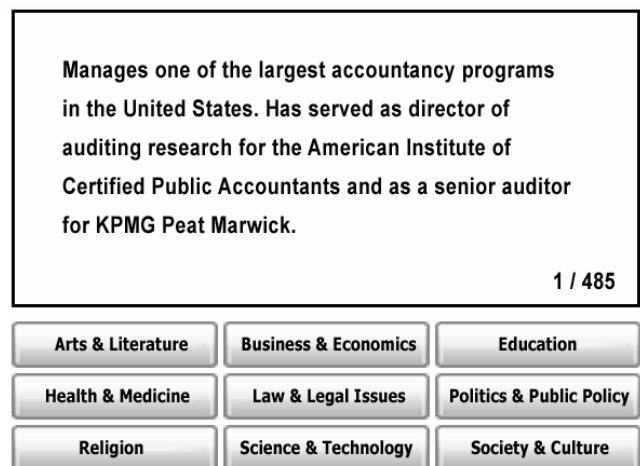 Manages one of the largest accountancy programs
in the United States. Has served as director of
auditing research for the American Institute of
Certified Public Accountants and as a senior auditor
for KPMG Peat Marwick.
1 / 485
Arts & Literature
Business & Economics
Education
Health & Medicine
Law & Legal Issues
Politics & Public Policy
Religion
Science & Technology
Society & Culture